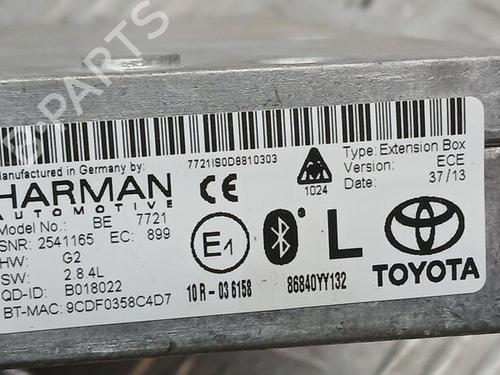 B-PARTS
Manufactured in Germany by:
7721IS0D8810303
HARMAN
AUTOMOTIVE
CE
1024
Type: Extension Box
Version: ECE
Date: 37/13
Model No.: BE 7721
SNR: 2541165 EC: 899
HW: G2
SW: 2.8.4L
QD-ID: B018022
BT-MAC: 9CDF0358C4D7
E1
L
10 R - 03 6158
86840YY132
TOYOTA